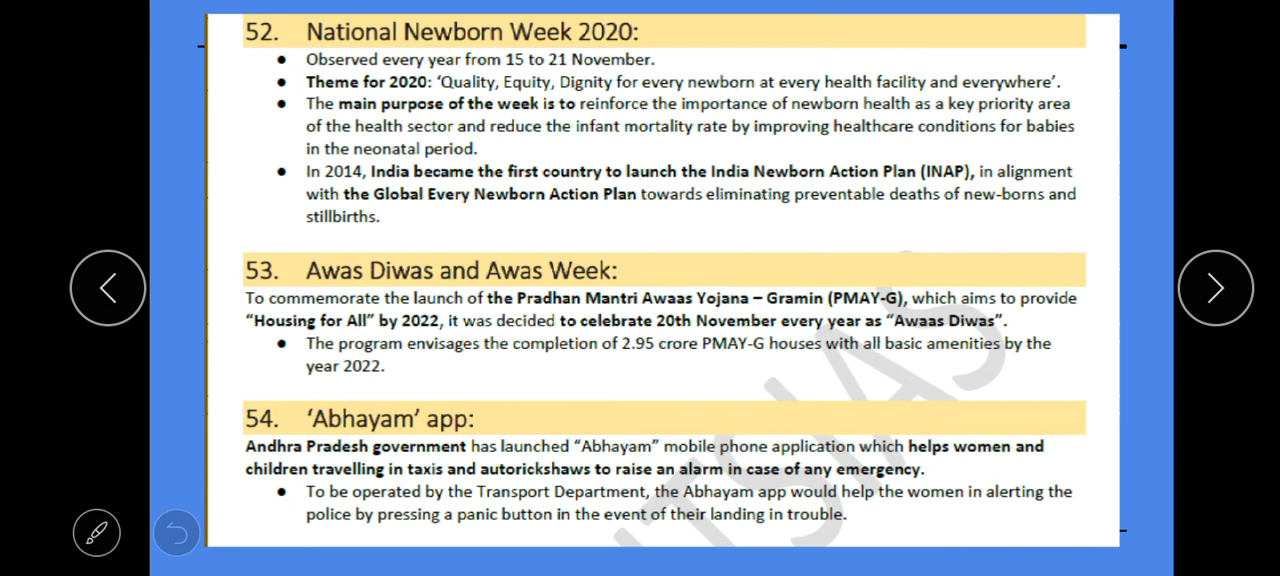 52. National Newborn Week 2020:
● Observed every year from 15 to 21 November.
● Theme for 2020: ‘Quality, Equity, Dignity for every newborn at every health facility and everywhere’.
● The main purpose of the week is to reinforce the importance of newborn health as a key priority area
of the health sector and reduce the infant mortality rate by improving healthcare conditions for babies
in the neonatal period.
● In 2014, India became the first country to launch the India Newborn Action Plan (INAP), in alignment
with the Global Every Newborn Action Plan towards eliminating preventable deaths of new-borns and
stillbirths.
53. Awas Diwas and Awas Week:
To commemorate the launch of the Pradhan Mantri Awaas Yojana – Gramin (PMAY-G), which aims to provide
“Housing for All” by 2022, it was decided to celebrate 20th November every year as “Awaas Diwas”.
● The program envisages the completion of 2.95 crore PMAY-G houses with all basic amenities by the
year 2022.
54. ‘Abhayam’ app:
Andhra Pradesh government has launched “Abhayam” mobile phone application which helps women and
children travelling in taxis and autorickshaws to raise an alarm in case of any emergency.
● To be operated by the Transport Department, the Abhayam app would help the women in alerting the
police by pressing a panic button in the event of their landing in trouble.